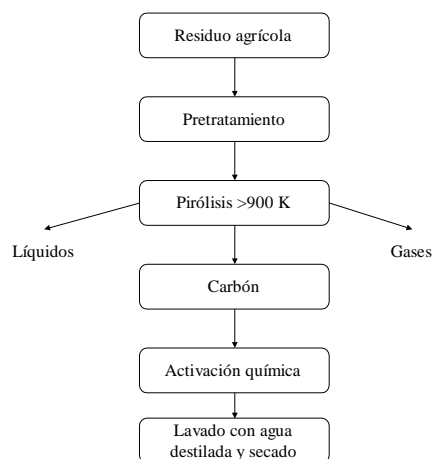 Residuo agrícola
Pretratamiento
Pirólisis >900 K
Líquidos
Gases
Carbón
Activación química
Lavado con agua
destilada y secado